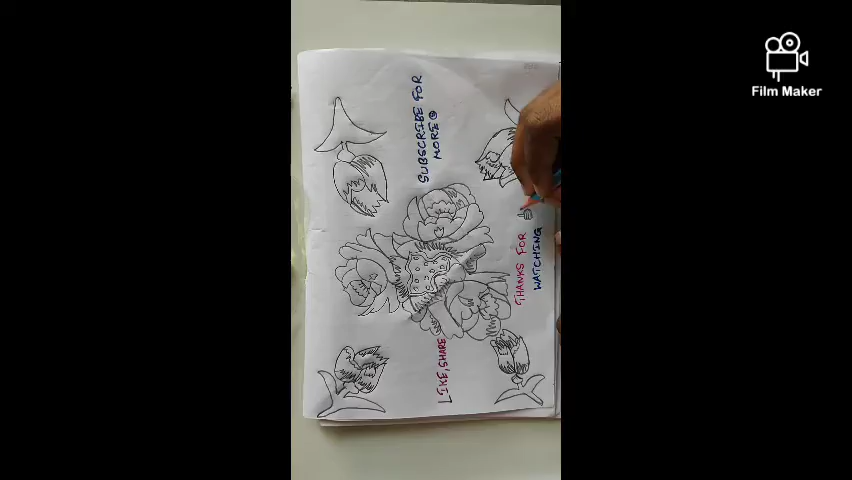 LIKE, SHARE
SUBSCRIBE FOR
MORE
THANKS FOR
WATCHING
Film Maker